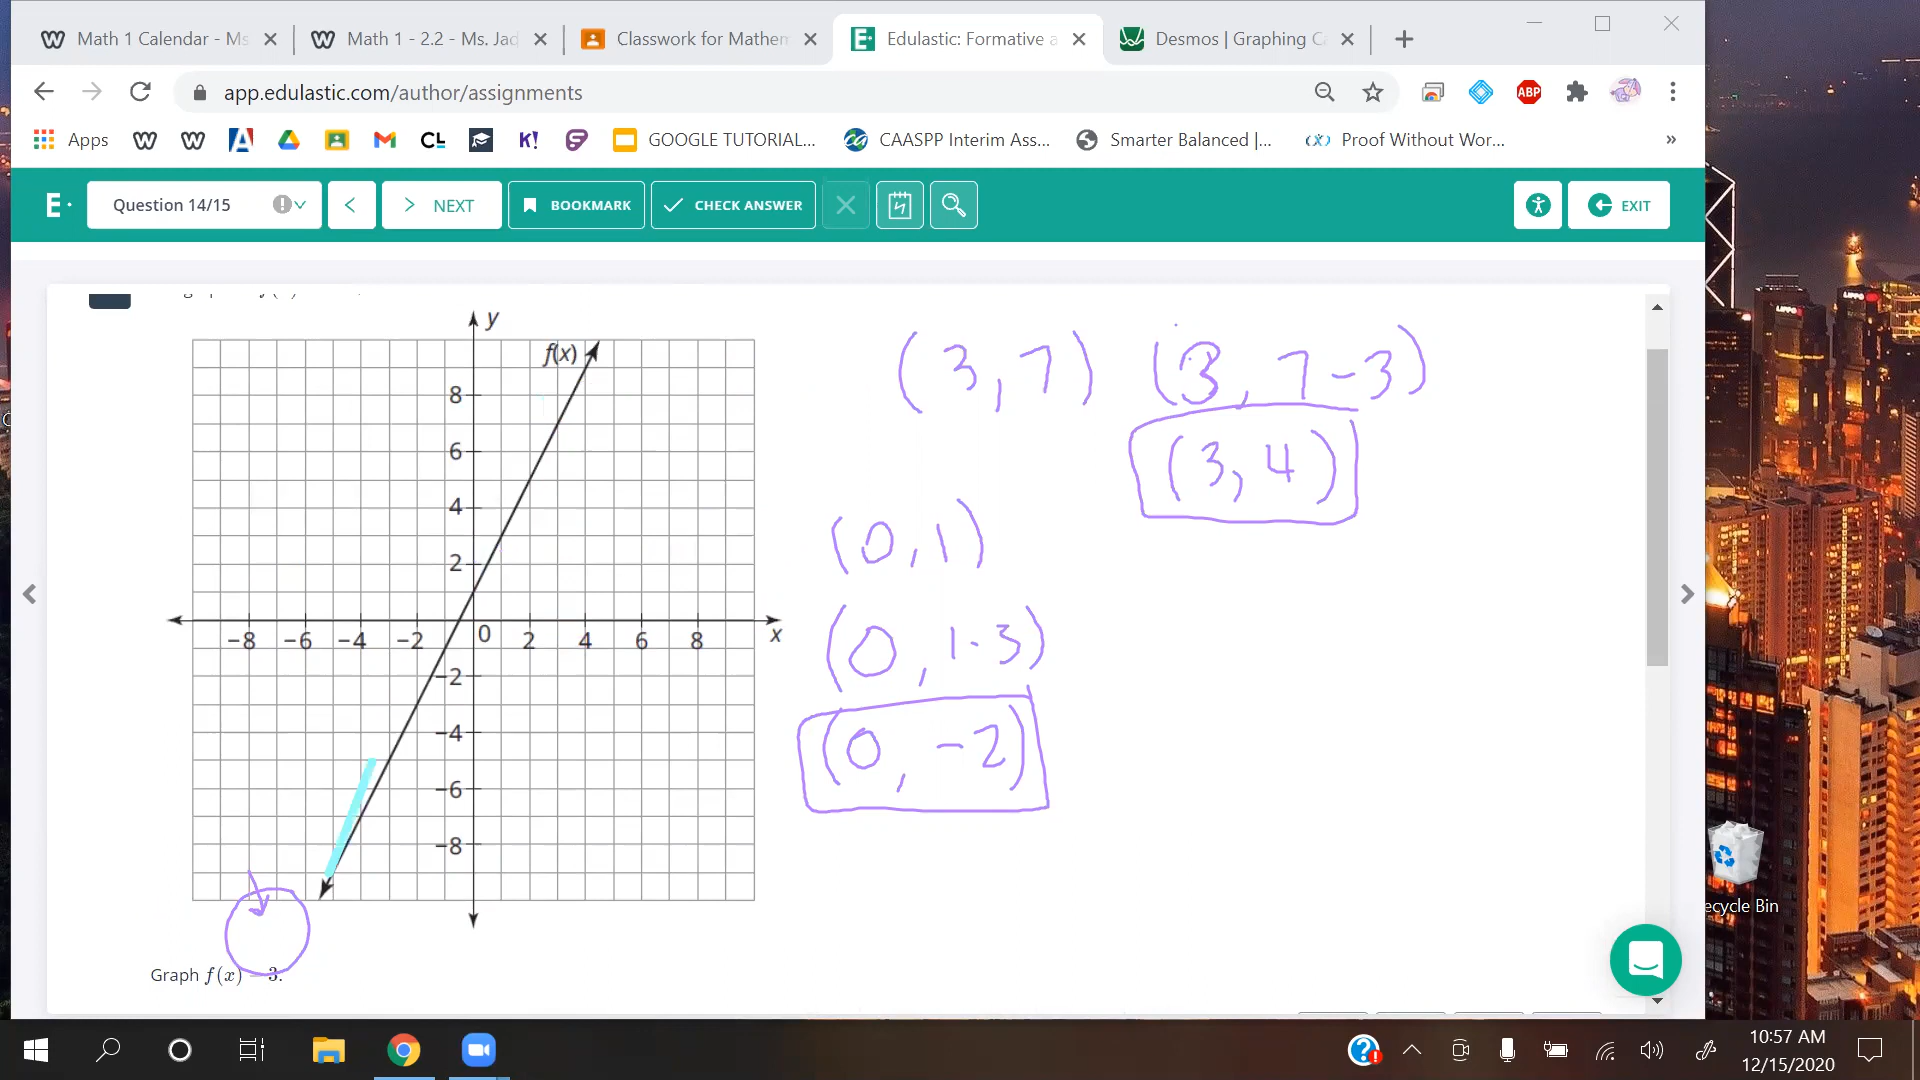 Math 1 Calendar - Ms
Math 1 - 2.2 - Ms. Jad
Classwork for Mathem
Edulastic: Formative a
Desmos | Graphing Ca
app.edulastic.com/author/assignments
ABP
Apps
CL
K!
GOOGLE TUTORIAL...
CAASPP Interim Ass...
Smarter Balanced |...
Proof Without Wor...
»
E
Question 14/15
NEXT
BOOKMARK
CHECK ANSWER
EXIT
y
f(x)
8
6
4
2
-8 -6 -4 -2 0 2 4 6 8 x
-2
-4
-6
-8
(3, 7) (3, 7-3)
(3, 4)
(0, 1)
(0, 1-3)
(0, -2)
Graph f(x) - 3.
ecycle Bin
10:57 AM
12/15/2020